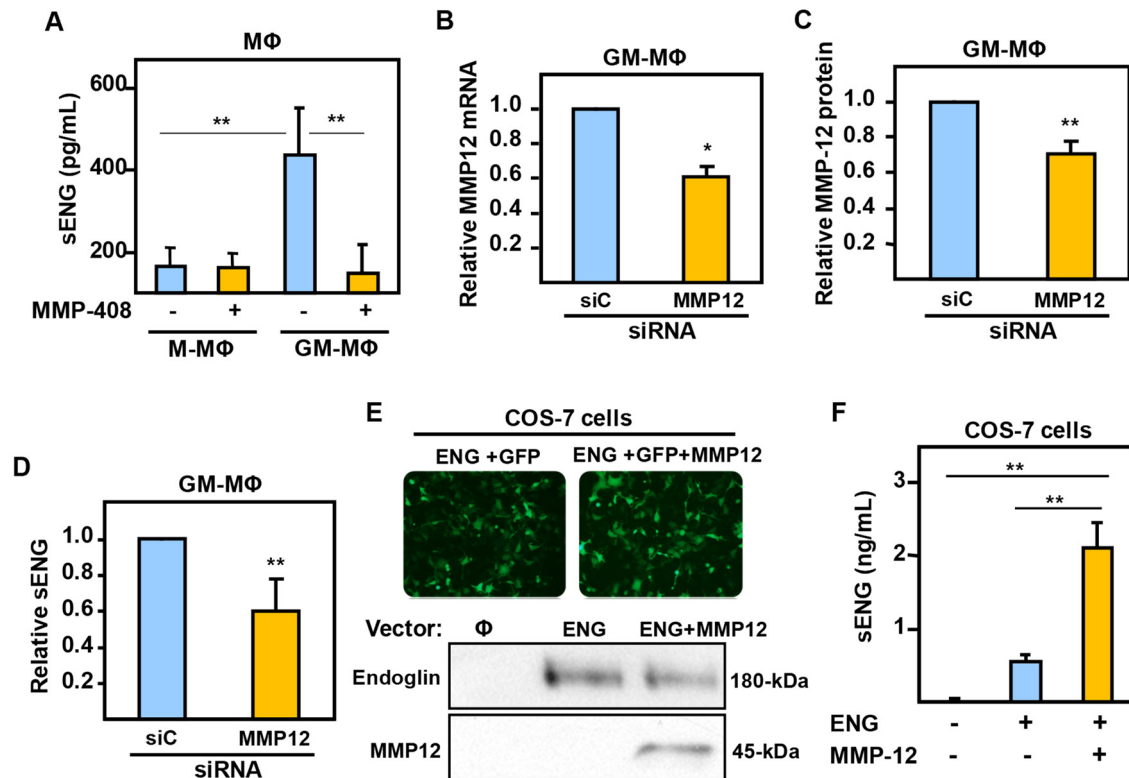 A
MΦ
sENG (pg/mL)
600
400
200
**
**
MMP-408
- + - +
M-MΦ GM-MΦ
B
GM-MΦ
Relative MMP12 mRNA
1.0
0.8
0.6
0.4
0.2
*
siC MMP12
siRNA
C
GM-MΦ
Relative MMP-12 protein
1.0
0.8
0.6
0.4
0.2
**
siC MMP12
siRNA
D
GM-MΦ
Relative sENG
1.0
0.8
0.6
0.4
0.2
**
siC MMP12
siRNA
E
COS-7 cells
ENG +GFP ENG +GFP+MMP12
Vector: Φ ENG ENG+MMP12
Endoglin 180-kDa
MMP12 45-kDa
F
COS-7 cells
sENG (ng/mL)
3
2
1
**
**
ENG - + +
MMP-12 - - +